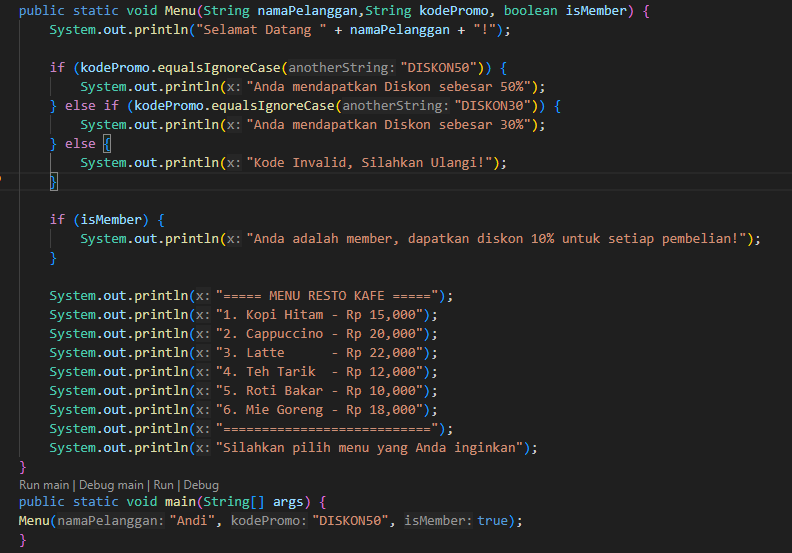 public static void Menu(String namaPelanggan,String kodePromo, boolean isMember) {
System.out.println("Selamat Datang " + namaPelanggan + "!");
if (kodePromo.equalsIgnoreCase(anotherString: "DISKON50")) {
System.out.println(x: "Anda mendapatkan Diskon sebesar 50%");
} else if (kodePromo.equalsIgnoreCase(anotherString: "DISKON30")) {
System.out.println(x: "Anda mendapatkan Diskon sebesar 30%");
} else {
System.out.println(x: "Kode Invalid, Silahkan Ulangi!");
}
if (isMember) {
System.out.println(x: "Anda adalah member, dapatkan diskon 10% untuk setiap pembelian!");
}
System.out.println(x: "===== MENU RESTO KAFE =====");
System.out.println(x: "1. Kopi Hitam - Rp 15,000");
System.out.println(x: "2. Cappuccino - Rp 20,000");
System.out.println(x: "3. Latte      - Rp 22,000");
System.out.println(x: "4. Teh Tarik  - Rp 12,000");
System.out.println(x: "5. Roti Bakar - Rp 10,000");
System.out.println(x: "6. Mie Goreng - Rp 18,000");
System.out.println(x: "===========================");
System.out.println(x: "Silahkan pilih menu yang Anda inginkan");
}
Run main | Debug main | Run | Debug
public static void main(String[] args) {
Menu(namaPelanggan: "Andi", kodePromo: "DISKON50", isMember: true);
}